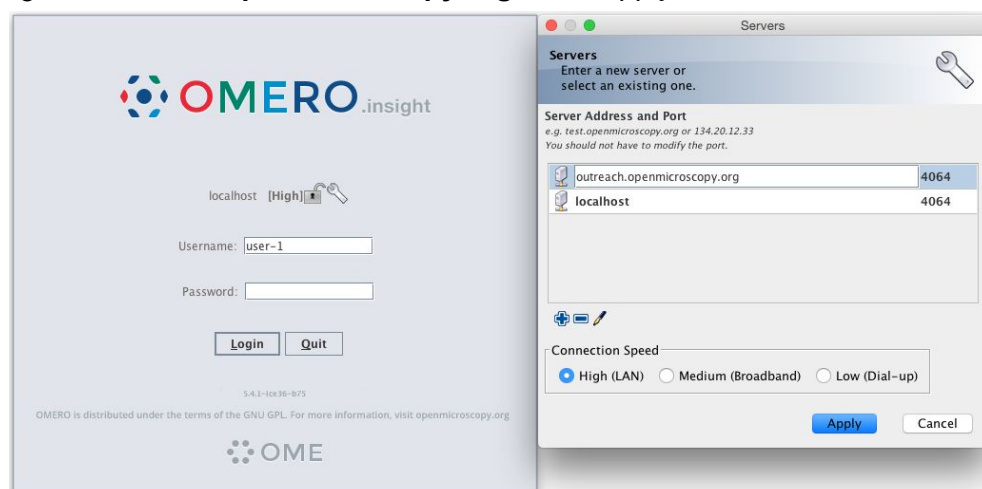 OMERO.insight
localhost [High]
Username: user-1
Password:
Login Quit
5.4.1-ice36-b75
OMERO is distributed under the terms of the GNU GPL. For more information, visit openmicroscopy.org
OME
Servers
Servers
Enter a new server or
select an existing one.
Server Address and Port
e.g. test.openmicroscopy.org or 134.20.12.33
You should not have to modify the port.
outreach.openmicroscopy.org 4064
localhost 4064
Connection Speed
High (LAN) Medium (Broadband) Low (Dial-up)
Apply Cancel